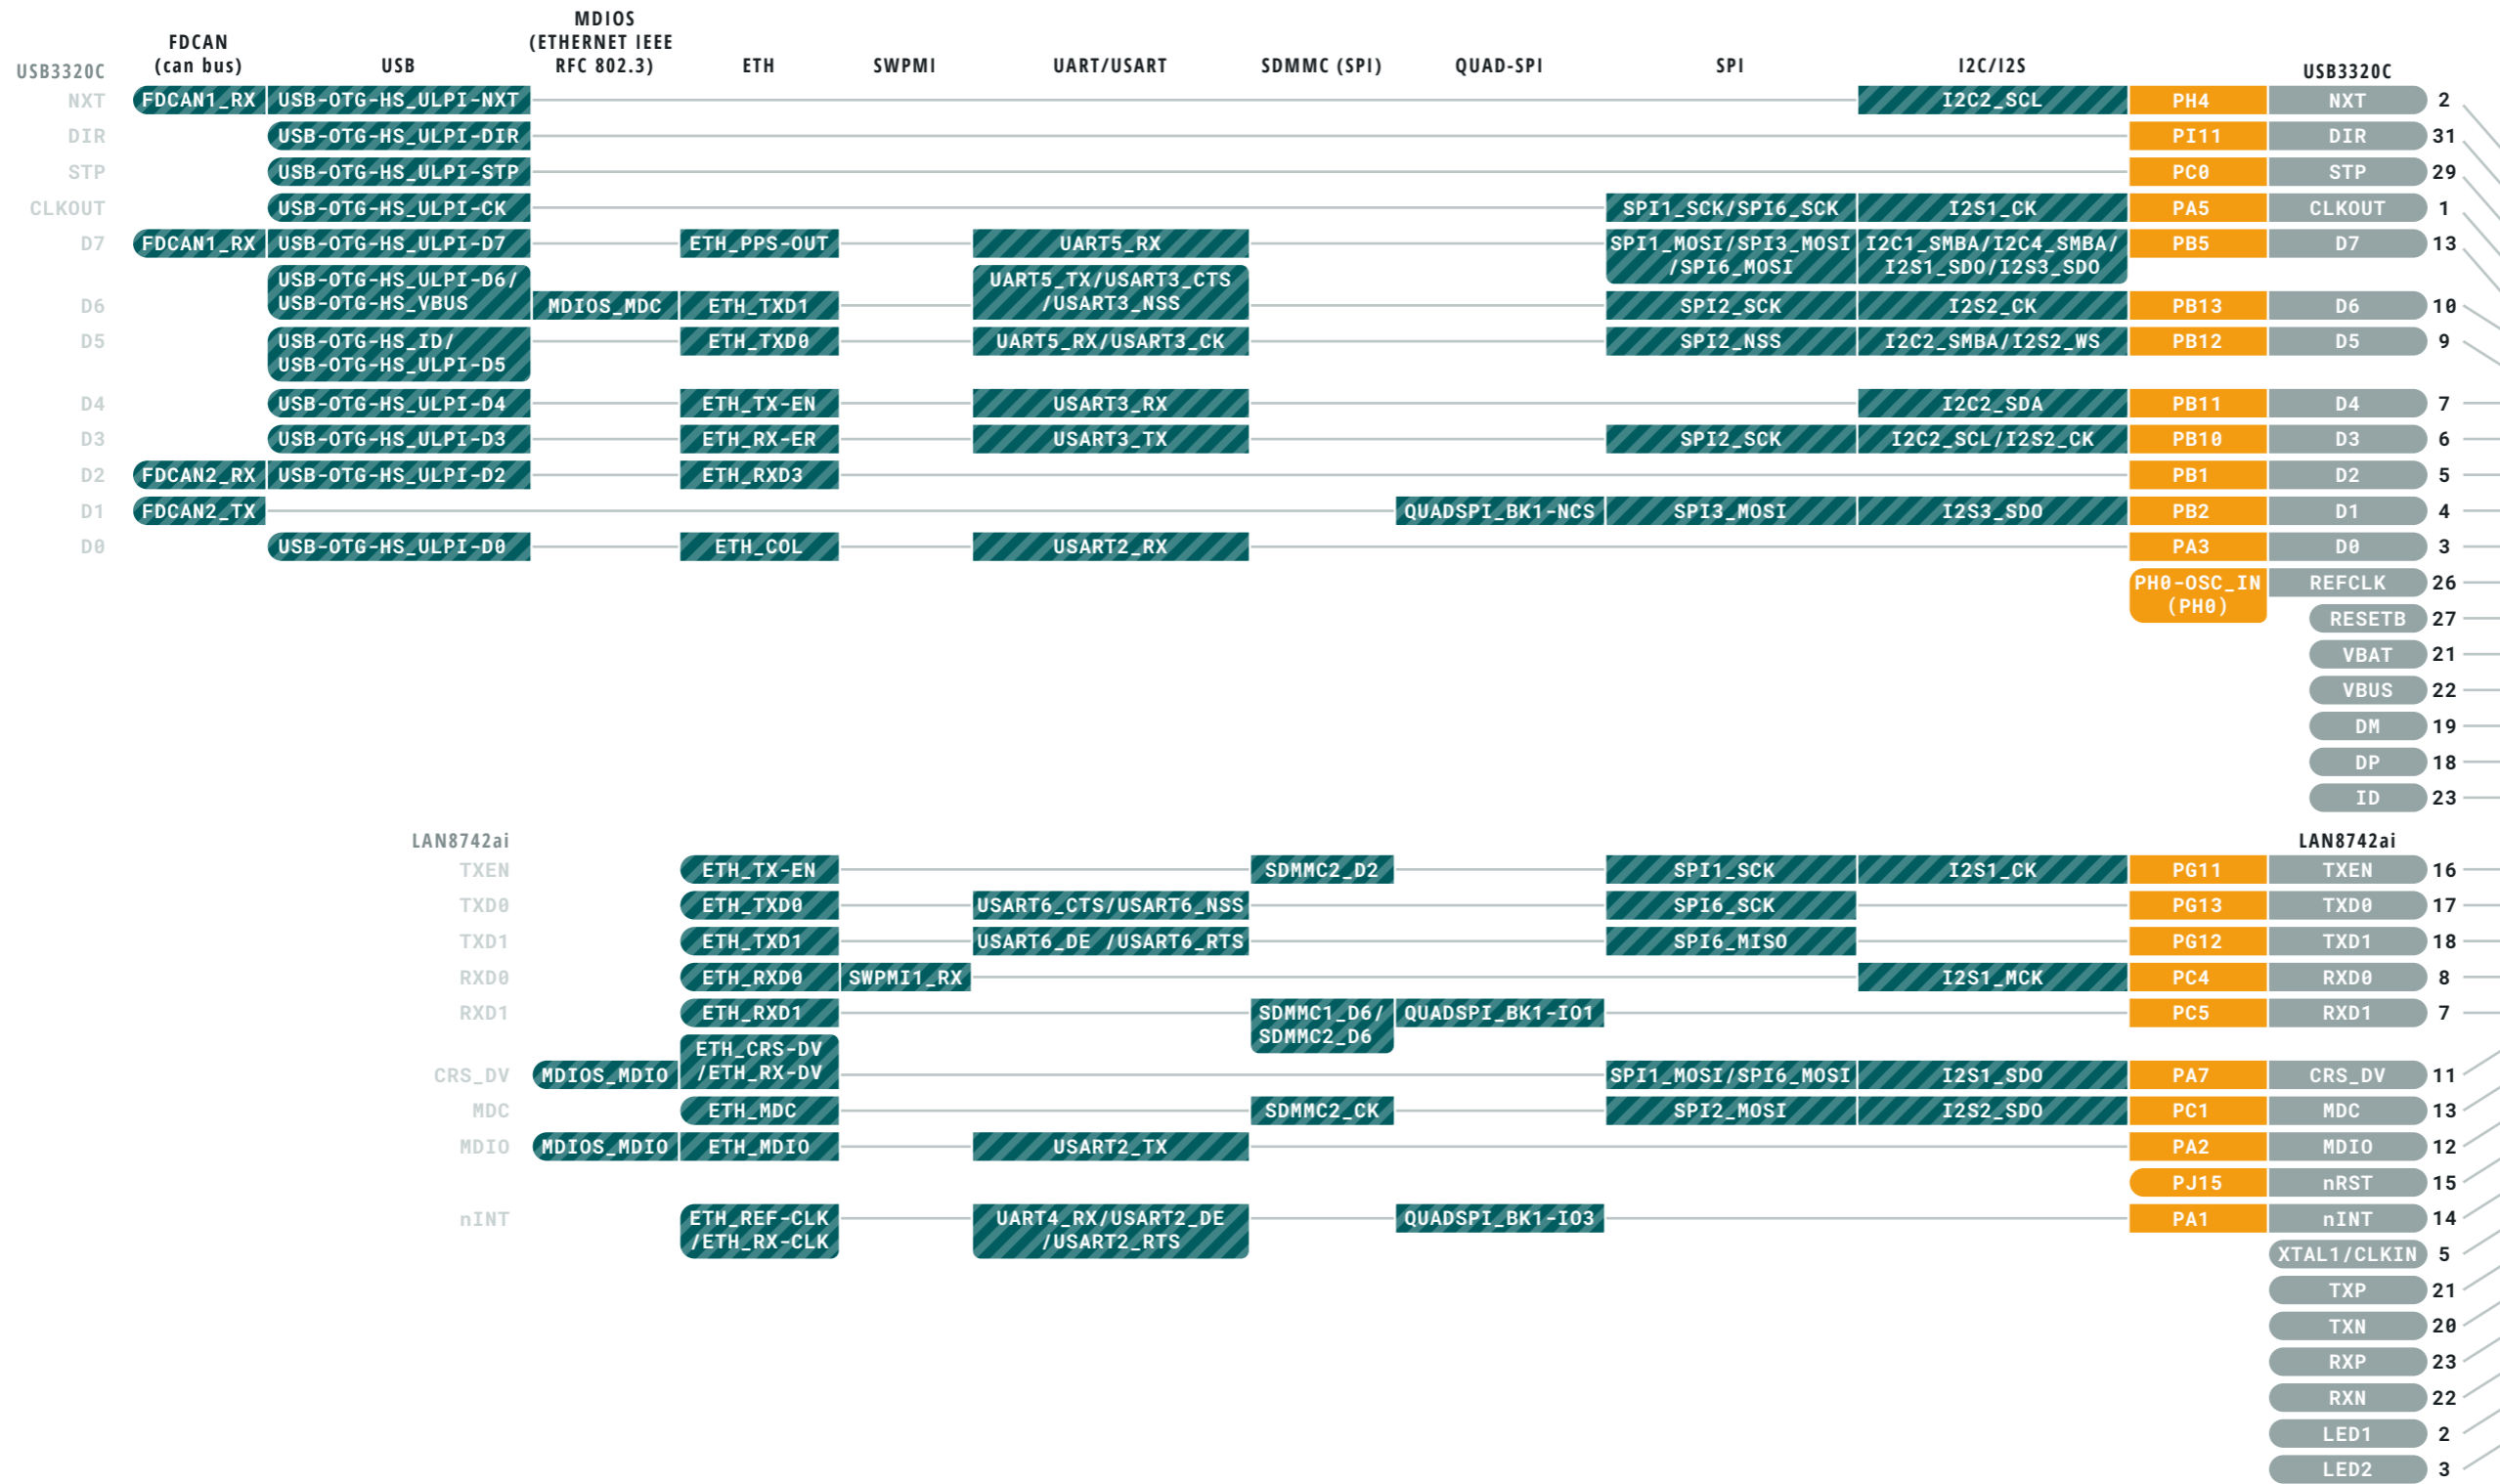 USB3320C FDCAN (can bus) USB MDIOS (ETHERNET IEEE RFC 802.3) ETH SWPMI UART/USART SDMMC (SPI) QUAD-SPI SPI I2C/I2S USB3320C
NXT FDCAN1_RX USB-OTG-HS_ULPI-NXT I2C2_SCL PH4 NXT 2
DIR USB-OTG-HS_ULPI-DIR PI11 DIR 31
STP USB-OTG-HS_ULPI-STP PC0 STP 29
CLKOUT USB-OTG-HS_ULPI-CK SPI1_SCK/SPI6_SCK I2S1_CK PA5 CLKOUT 1
D7 FDCAN1_RX USB-OTG-HS_ULPI-D7 ETH_PPS-OUT UART5_RX SPI1_MOSI/SPI3_MOSI /SPI6_MOSI I2C1_SMBA/I2C4_SMBA/ I2S1_SDO/I2S3_SDO PB5 D7 13
D6 USB-OTG-HS_ULPI-D6/ USB-OTG-HS_VBUS MDIOS_MDC ETH_TXD1 UART5_TX/USART3_CTS /USART3_NSS SPI2_SCK I2S2_CK PB13 D6 10
D5 USB-OTG-HS_ID/ USB-OTG-HS_ULPI-D5 ETH_TXD0 UART5_RX/USART3_CK SPI2_NSS I2C2_SMBA/I2S2_WS PB12 D5 9
D4 USB-OTG-HS_ULPI-D4 ETH_TX-EN USART3_RX I2C2_SDA PB11 D4 7
D3 USB-OTG-HS_ULPI-D3 ETH_RX-ER USART3_TX SPI2_SCK I2C2_SCL/I2S2_CK PB10 D3 6
D2 FDCAN2_RX USB-OTG-HS_ULPI-D2 ETH_RXD3 PB1 D2 5
D1 FDCAN2_TX QUADSPI_BK1-NCS SPI3_MOSI I2S3_SDO PB2 D1 4
D0 USB-OTG-HS_ULPI-D0 ETH_COL USART2_RX PA3 D0 3
PH0-OSC_IN (PH0) REFCLK 26
RESETB 27
VBAT 21
VBUS 22
DM 19
DP 18
ID 23
LAN8742ai LAN8742ai
TXEN ETH_TX-EN SDMMC2_D2 SPI1_SCK I2S1_CK PG11 TXEN 16
TXD0 ETH_TXD0 USART6_CTS/USART6_NSS SPI6_SCK PG13 TXD0 17
TXD1 ETH_TXD1 USART6_DE /USART6_RTS SPI6_MISO PG12 TXD1 18
RXD0 ETH_RXD0 SWPMI1_RX I2S1_MCK PC4 RXD0 8
RXD1 ETH_RXD1 SDMMC1_D6/ SDMMC2_D6 QUADSPI_BK1-IO1 PC5 RXD1 7
CRS_DV MDIOS_MDIO ETH_CRS-DV /ETH_RX-DV SPI1_MOSI/SPI6_MOSI I2S1_SDO PA7 CRS_DV 11
MDC ETH_MDC SDMMC2_CK SPI2_MOSI I2S2_SDO PC1 MDC 13
MDIO MDIOS_MDIO ETH_MDIO USART2_TX PA2 MDIO 12
PJ15 nRST 15
nINT ETH_REF-CLK /ETH_RX-CLK UART4_RX/USART2_DE /USART2_RTS QUADSPI_BK1-IO3 PA1 nINT 14
XTAL1/CLKIN 5
TXP 21
TXN 20
RXP 23
RXN 22
LED1 2
LED2 3